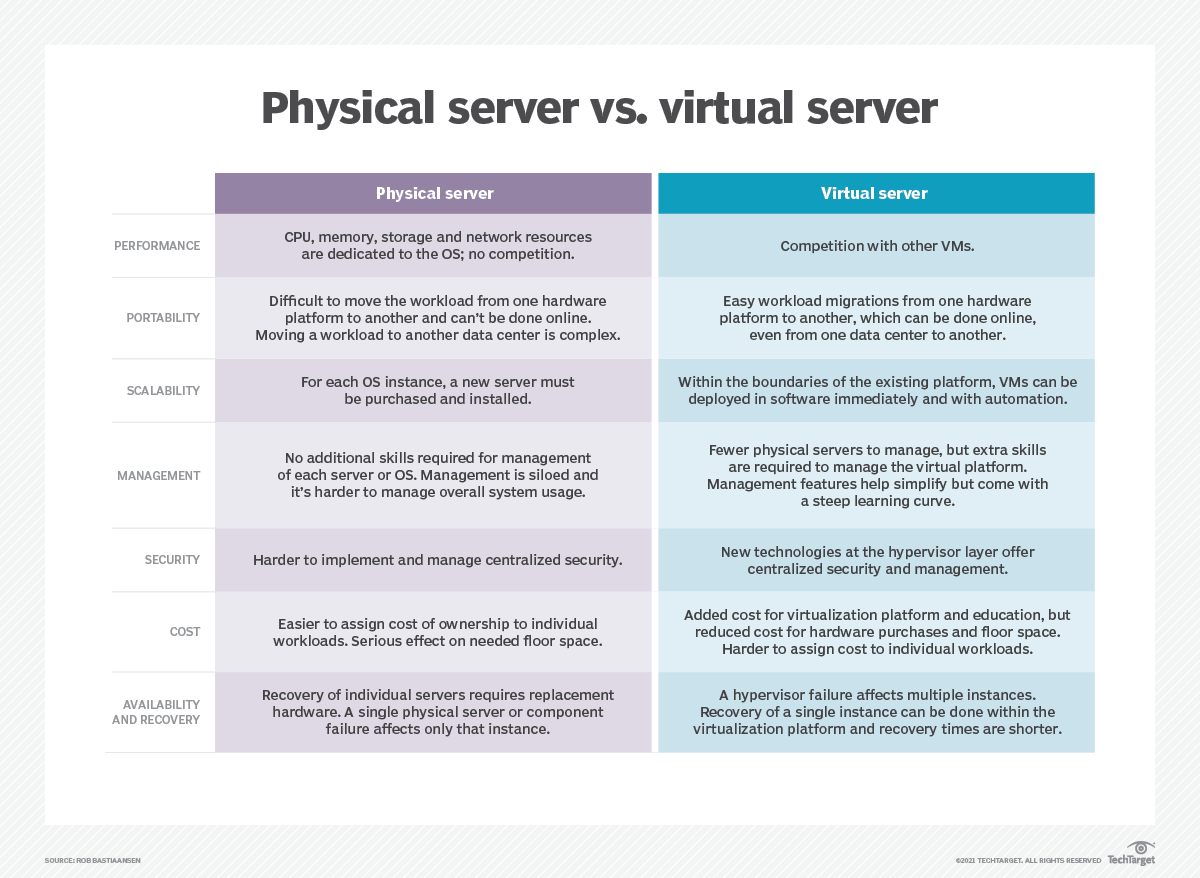 Physical server vs. virtual server
Physical server
Virtual server
PERFORMANCE
CPU, memory, storage and network resources
are dedicated to the OS; no competition.
Competition with other VMs.
PORTABILITY
Difficult to move the workload from one hardware
platform to another and can’t be done online.
Moving a workload to another data center is complex.
Easy workload migrations from one hardware
platform to another, which can be done online,
even from one data center to another.
SCALABILITY
For each OS instance, a new server must
be purchased and installed.
Within the boundaries of the existing platform, VMs can be
deployed in software immediately and with automation.
MANAGEMENT
No additional skills required for management
of each server or OS. Management is siloed and
it’s harder to manage overall system usage.
Fewer physical servers to manage, but extra skills
are required to manage the virtual platform.
Management features help simplify but come with
a steep learning curve.
SECURITY
Harder to implement and manage centralized security.
New technologies at the hypervisor layer offer
centralized security and management.
COST
Easier to assign cost of ownership to individual
workloads. Serious effect on needed floor space.
Added cost for virtualization platform and education, but
reduced cost for hardware purchases and floor space.
Harder to assign cost to individual workloads.
AVAILABILITY
AND RECOVERY
Recovery of individual servers requires replacement
hardware. A single physical server or component
failure affects only that instance.
A hypervisor failure affects multiple instances.
Recovery of a single instance can be done within the
virtualization platform and recovery times are shorter.
SOURCE: ROB BASTIAANSEN
©2021 TECHTARGET. ALL RIGHTS RESERVED
TechTarget